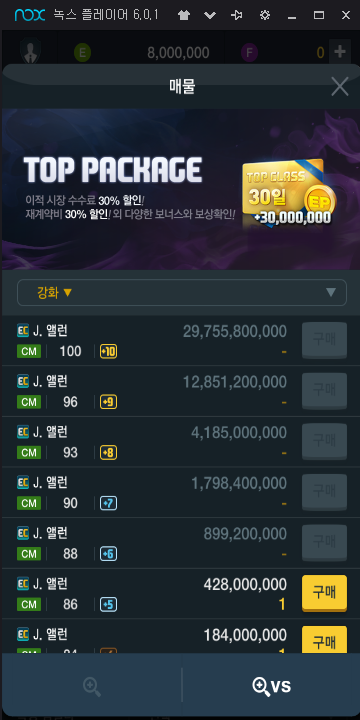 nox 녹스 플레이어 6.0.1
E 8,000,000 F 0 +
매물
TOP PACKAGE
이적 시장 수수료 30% 할인!
재계약비 30% 할인! 외 다양한 보너스와 보상확인!
TOP CLASS
30일
EP
+30,000,000
강화
EC J. 앨런 29,755,800,000 구매
CM 100 +10 -
EC J. 앨런 12,851,200,000 구매
CM 96 +9 -
EC J. 앨런 4,185,000,000 구매
CM 93 +8 -
EC J. 앨런 1,798,400,000 구매
CM 90 +7 -
EC J. 앨런 899,200,000 구매
CM 88 +6 -
EC J. 앨런 428,000,000 구매
CM 86 +5 1
EC J. 앨런 184,000,000 구매
VS